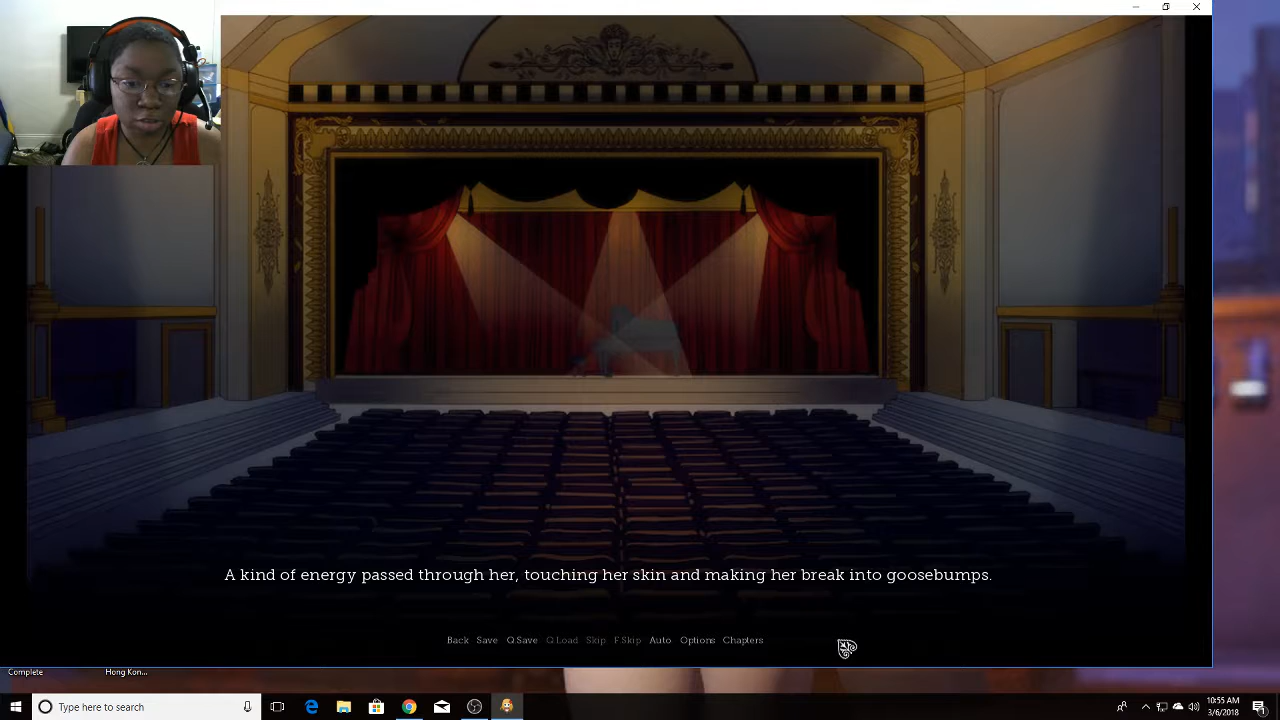 A kind of energy passed through her, touching her skin and making her break into goosebumps.
Back Save Q.Save Q.Load Skip F.Skip Auto Options Chapters
Complete Hong Kon...
Type here to search
10:55 AM
3/6/2018